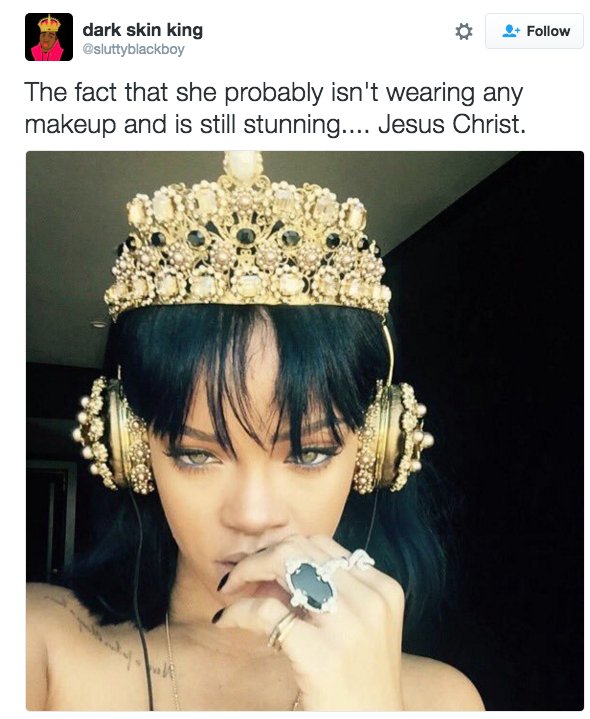 dark skin king
@sluttyblackboy
Follow
The fact that she probably isn't wearing any
makeup and is still stunning.... Jesus Christ.